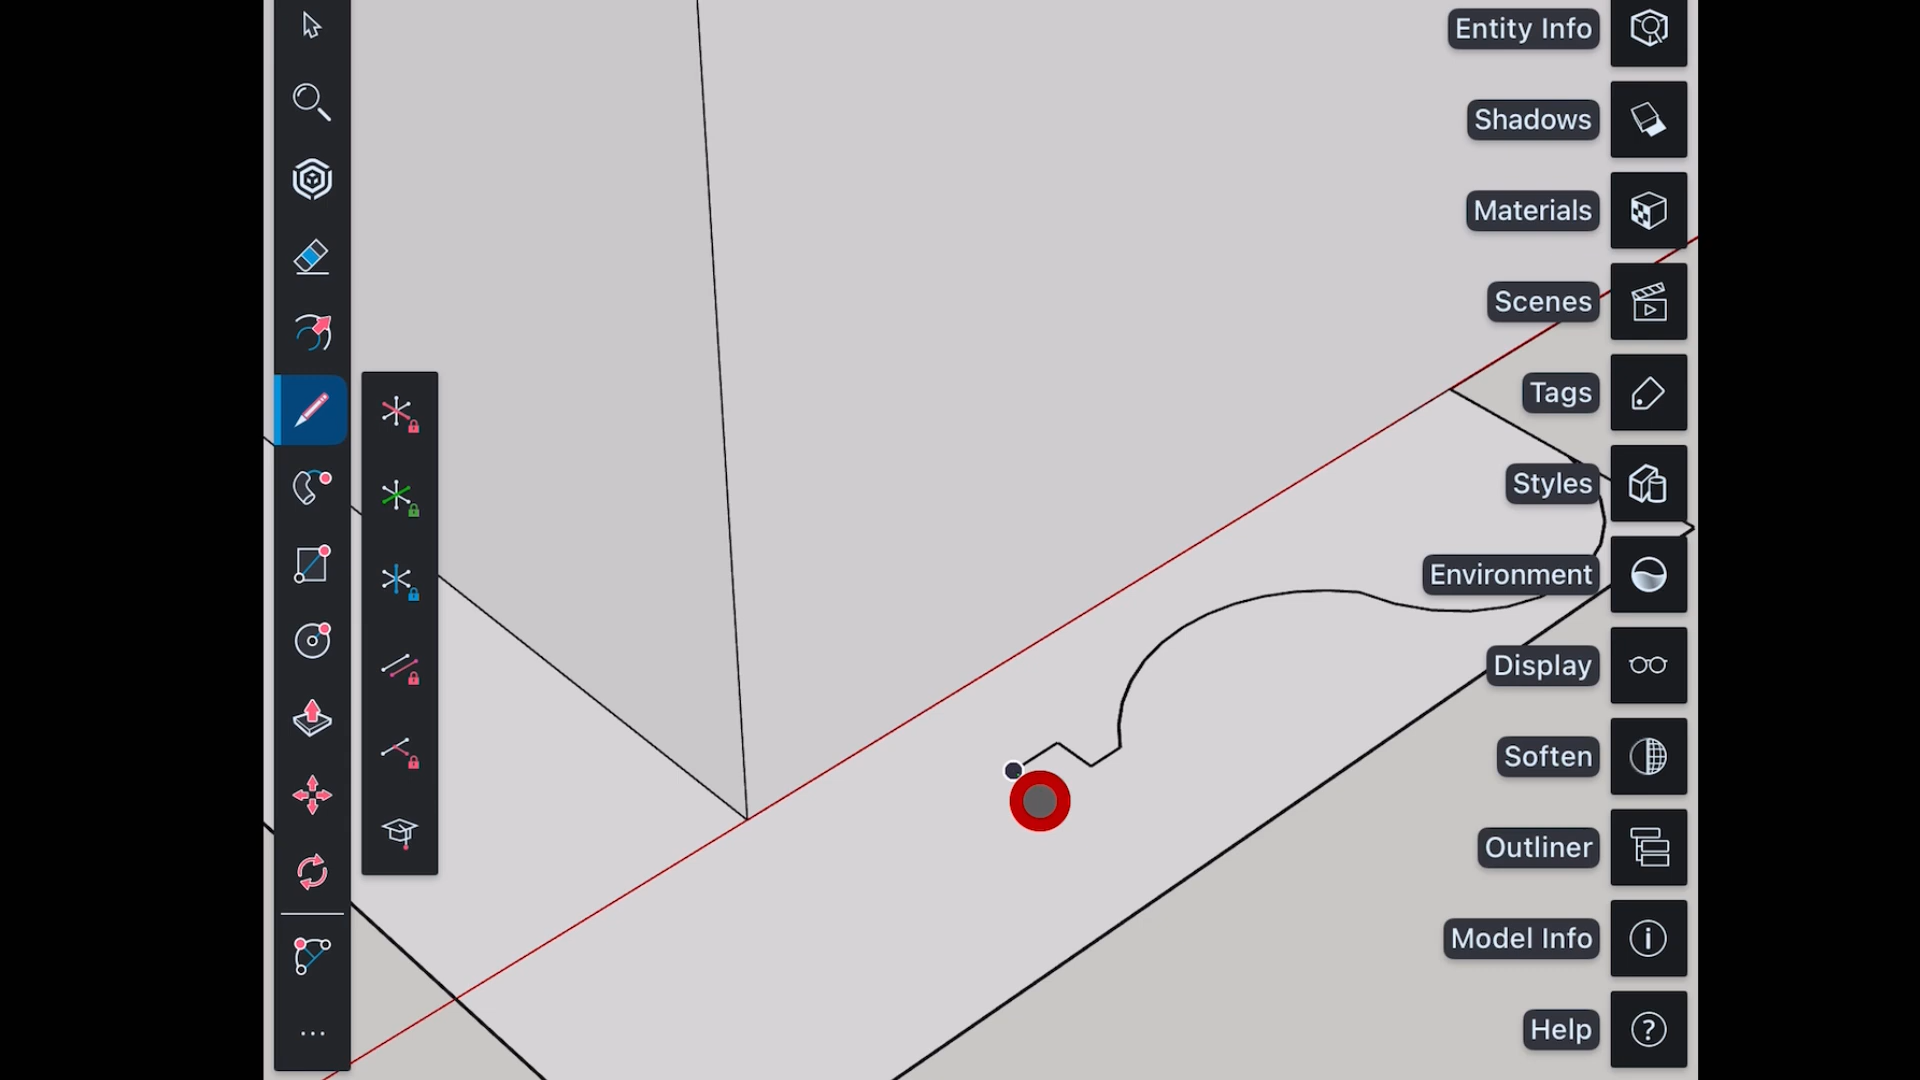 Entity Info
Shadows
Materials
Scenes
Tags
Styles
Environment
Display
Soften
Outliner
Model Info
Help